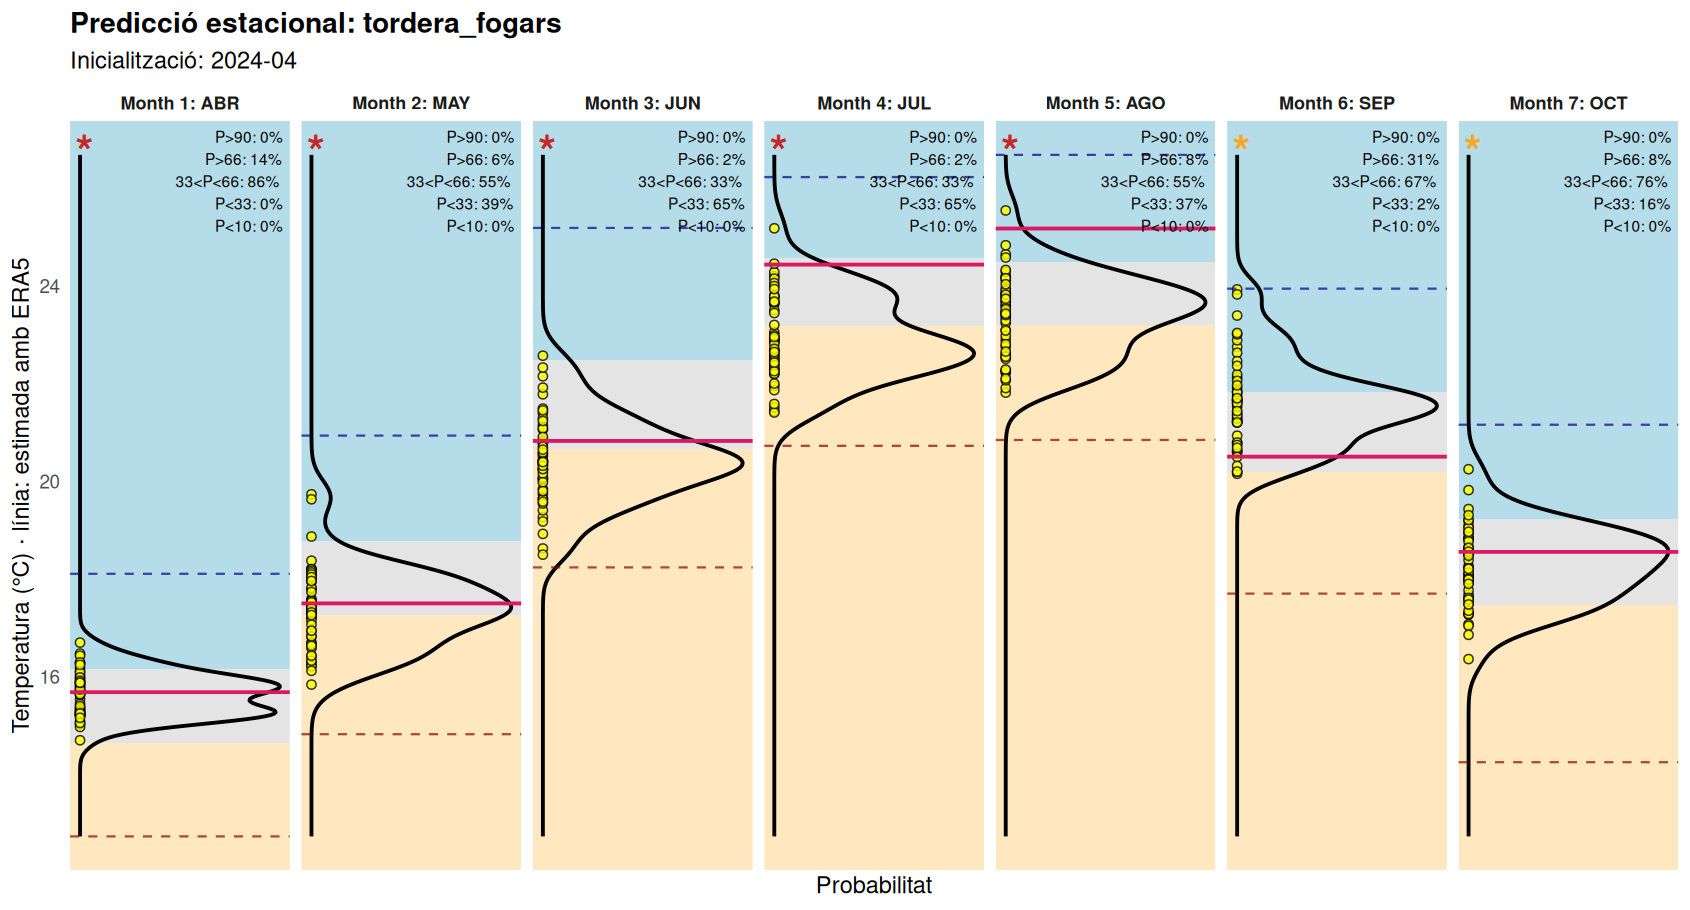 Predicció estacional: tordera_fogars
Inicialització: 2024-04
Month 1: ABR
Month 2: MAY
Month 3: JUN
Month 4: JUL
Month 5: AGO
Month 6: SEP
Month 7: OCT
*
P>90: 0%
P>66: 14%
33<P<66: 86%
P<33: 0%
P<10: 0%
*
P>90: 0%
P>66: 6%
33<P<66: 55%
P<33: 39%
P<10: 0%
*
P>90: 0%
P>66: 2%
33<P<66: 33%
P<33: 65%
P<10: 0%
*
P>90: 0%
P>66: 2%
33<P<66: 33%
P<33: 65%
P<10: 0%
*
P>90: 0%
P>66: 8%
33<P<66: 55%
P<33: 37%
P<10: 0%
*
P>90: 0%
P>66: 31%
33<P<66: 67%
P<33: 2%
P<10: 0%
*
P>90: 0%
P>66: 8%
33<P<66: 76%
P<33: 16%
P<10: 0%
24
20
16
Temperatura (°C) · línia: estimada amb ERA5
Probabilitat